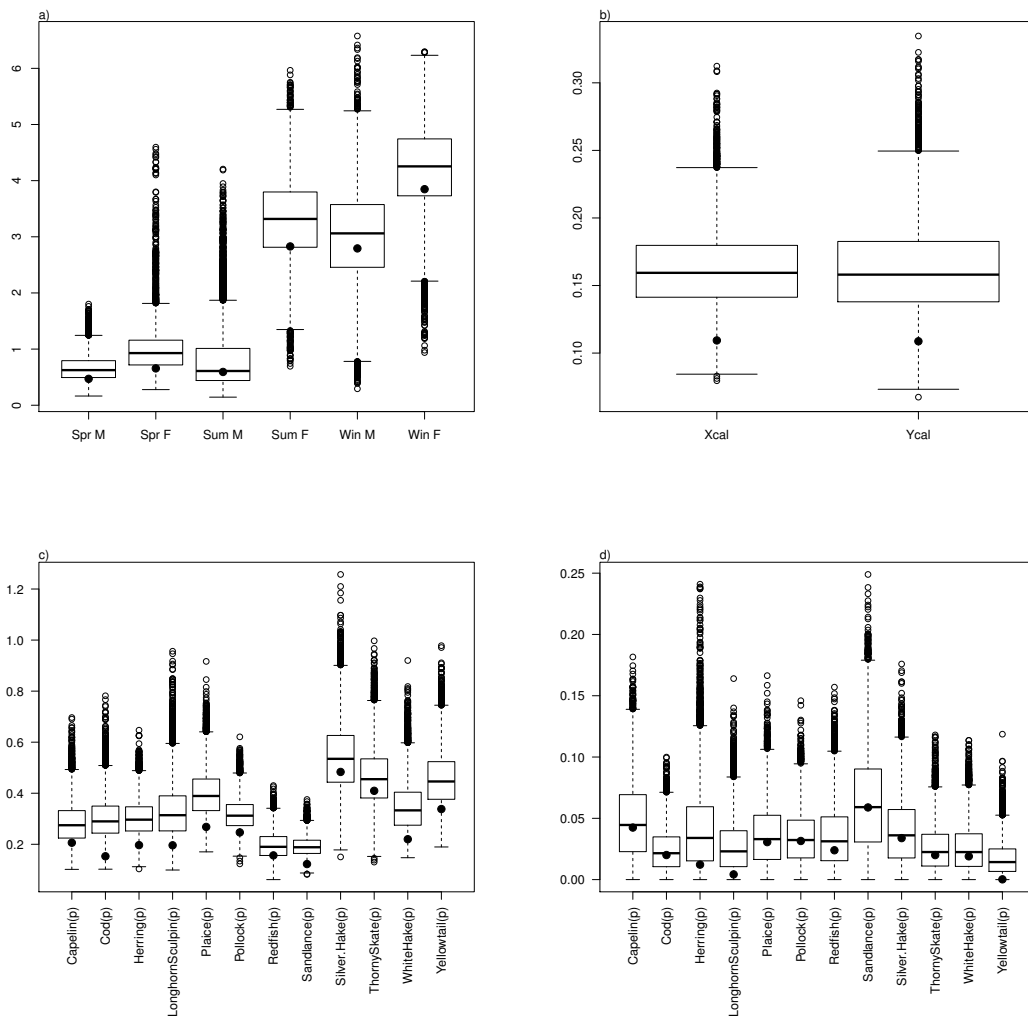 a)
6
5
4
3
2
1
0
Spr M Spr F Sum M Sum F Win M Win F
b)
0.30
0.25
0.20
0.15
0.10
Xcal Ycal
c)
1.2
1.0
0.8
0.6
0.4
0.2
Capelin(p)
Cod(p)
Herring(p)
LonghornSculpin(p)
Plaice(p)
Pollock(p)
Redfish(p)
Sandlance(p)
Silver.Hake(p)
ThornySkate(p)
WhiteHake(p)
Yellowtail(p)
d)
0.25
0.20
0.15
0.10
0.05
0.00
Capelin(p)
Cod(p)
Herring(p)
LonghornSculpin(p)
Plaice(p)
Pollock(p)
Redfish(p)
Sandlance(p)
Silver.Hake(p)
ThornySkate(p)
WhiteHake(p)
Yellowtail(p)